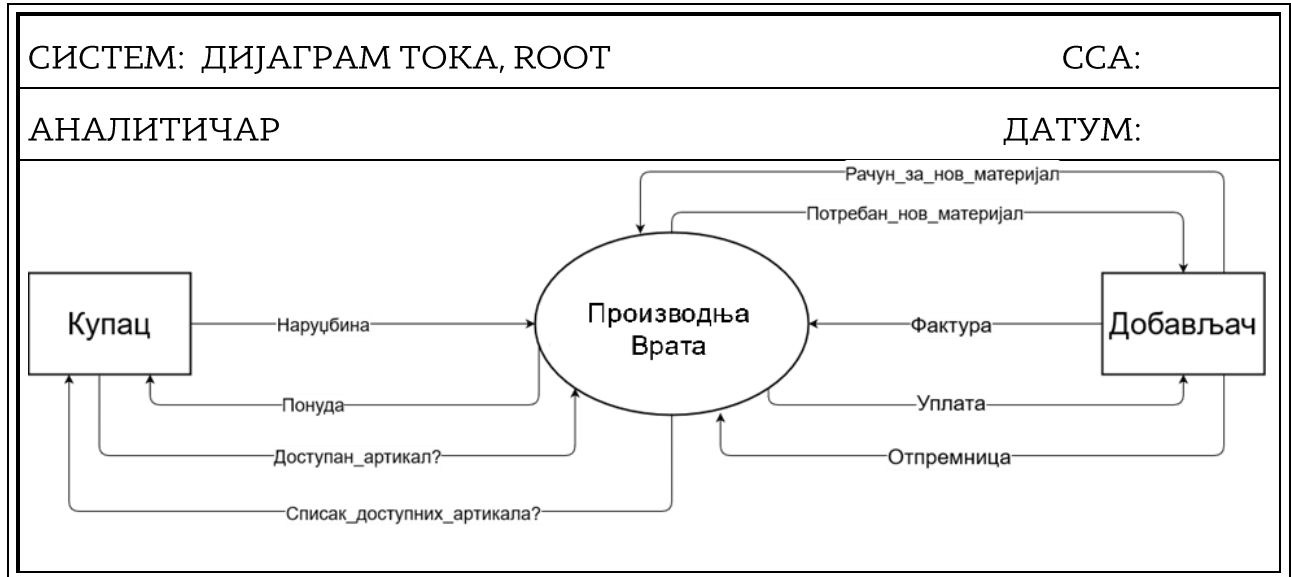 СИСТЕМ: ДИЈАГРАМ ТОКА, ROOT ССА:
АНАЛИТИЧАР ДАТУМ:
Рачун_за_нов_материјал
Потребан_нов_материјал
Купац
Наруџбина
Производња
Врата
Фактура
Добављач
Понуда
Уплата
Доступан_артикал?
Отпремница
Списак_доступних_артикала?